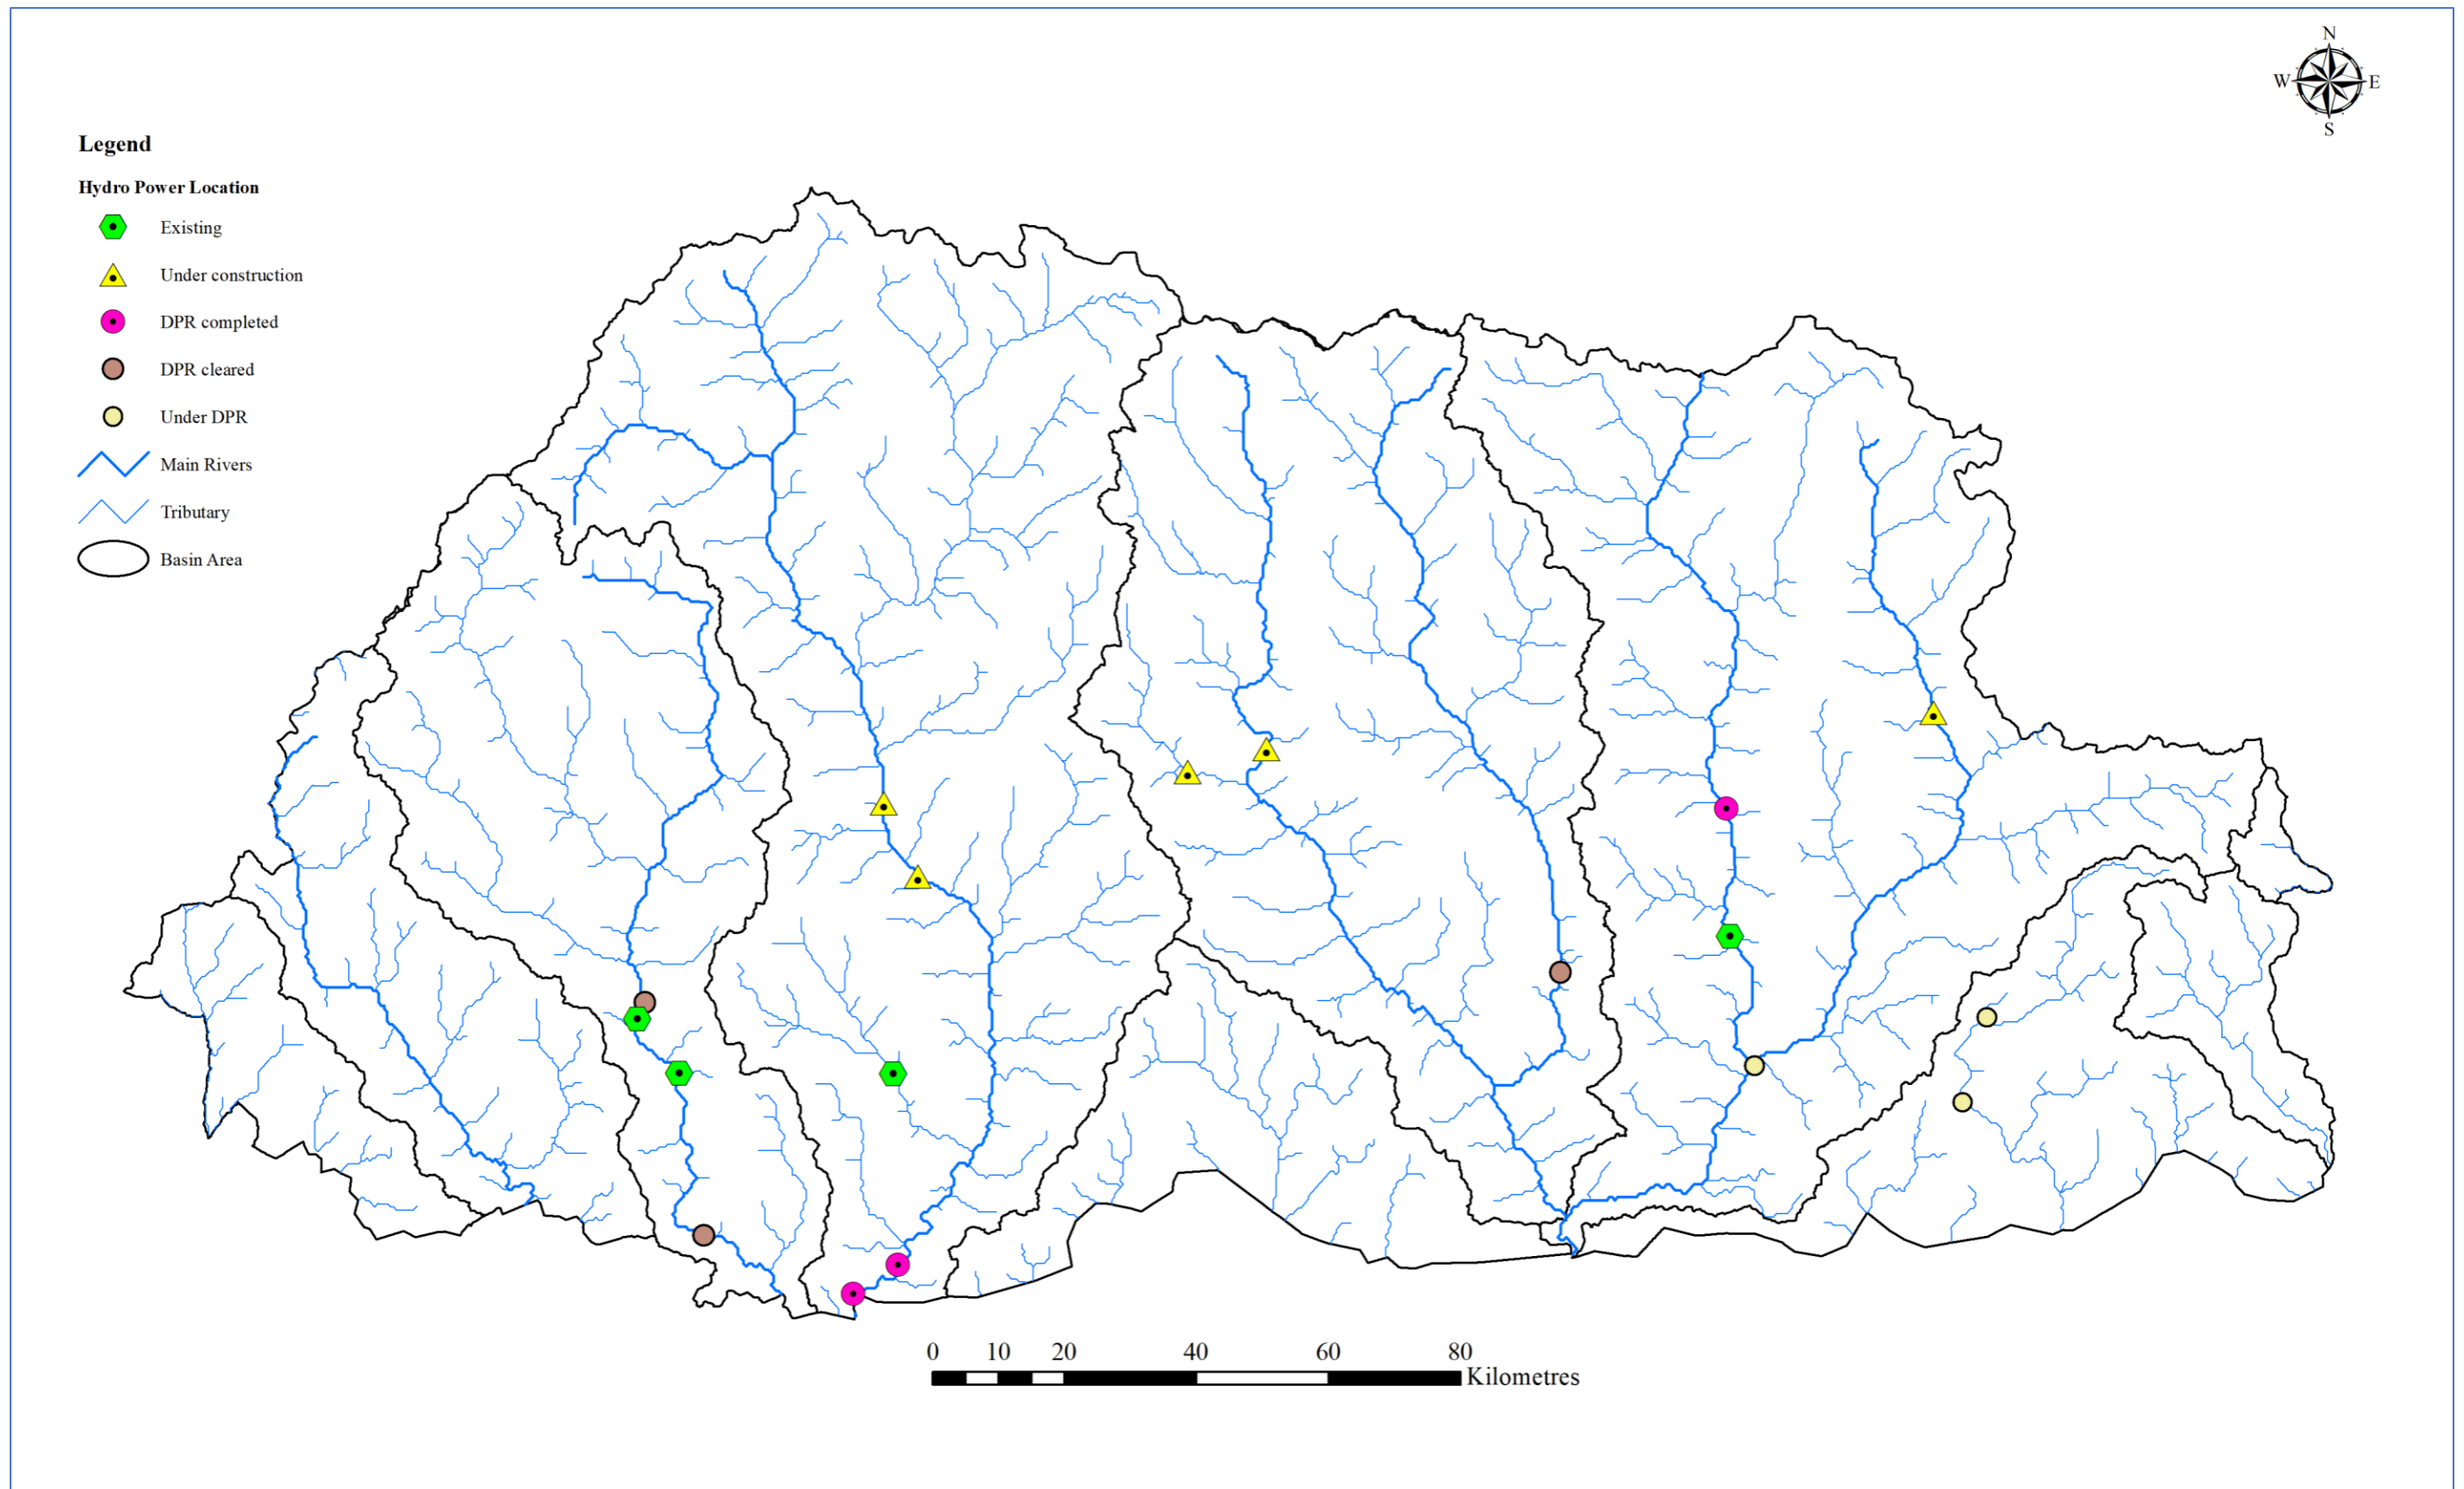 N
W E
S
Legend
Hydro Power Location
Existing
Under construction
DPR completed
DPR cleared
Under DPR
Main Rivers
Tributary
Basin Area
0 10 20 40 60 80
Kilometres